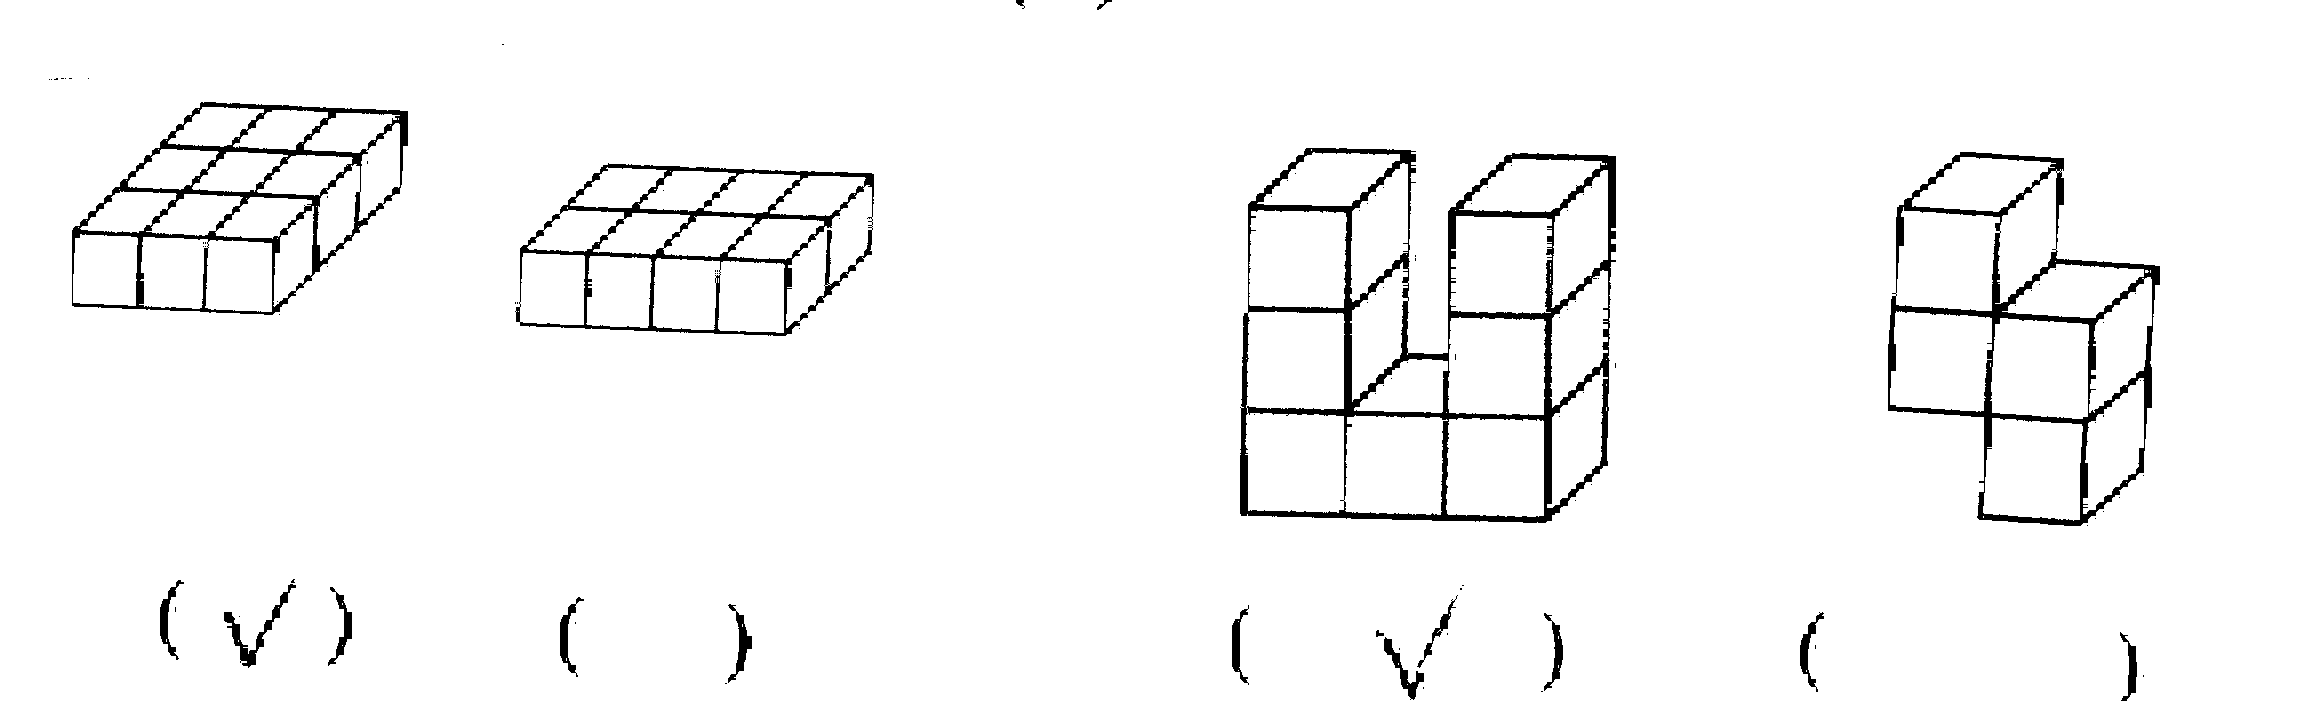 ( √ ) (   ) ( √ ) (   )